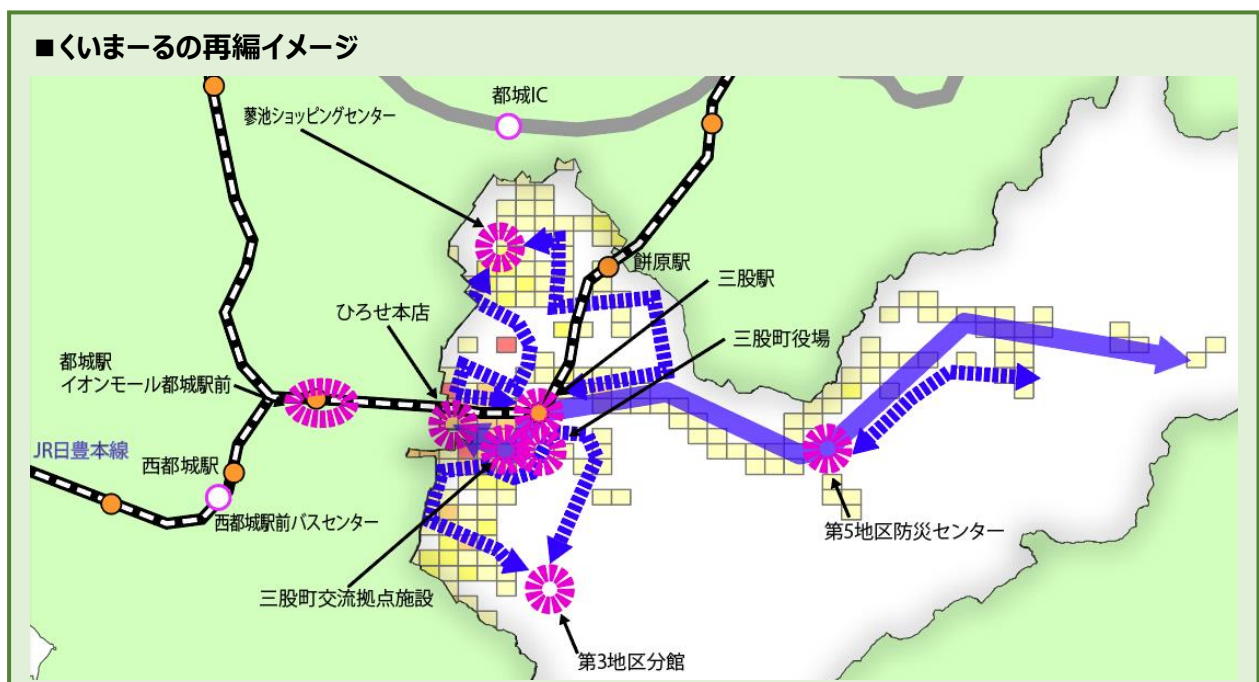 ■くいまーるの再編イメージ
都城IC
蓼池ショッピングセンター
餅原駅
三股駅
ひろせ本店
三股町役場
都城駅
イオンモール都城駅前
JR日豊本線
西都城駅
西都城駅前バスセンター
第5地区防災センター
三股町交流拠点施設
第3地区分館